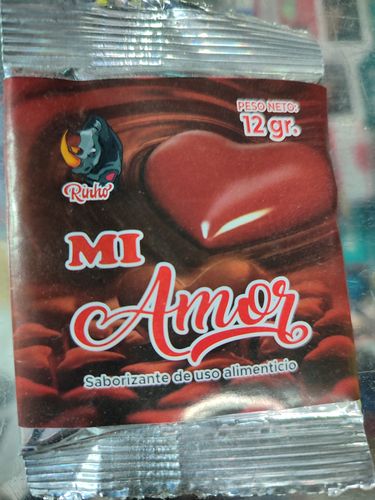 PESO NETO:
12 gr.
Rinho
MI
Amor
Saborizante de uso alimenticio